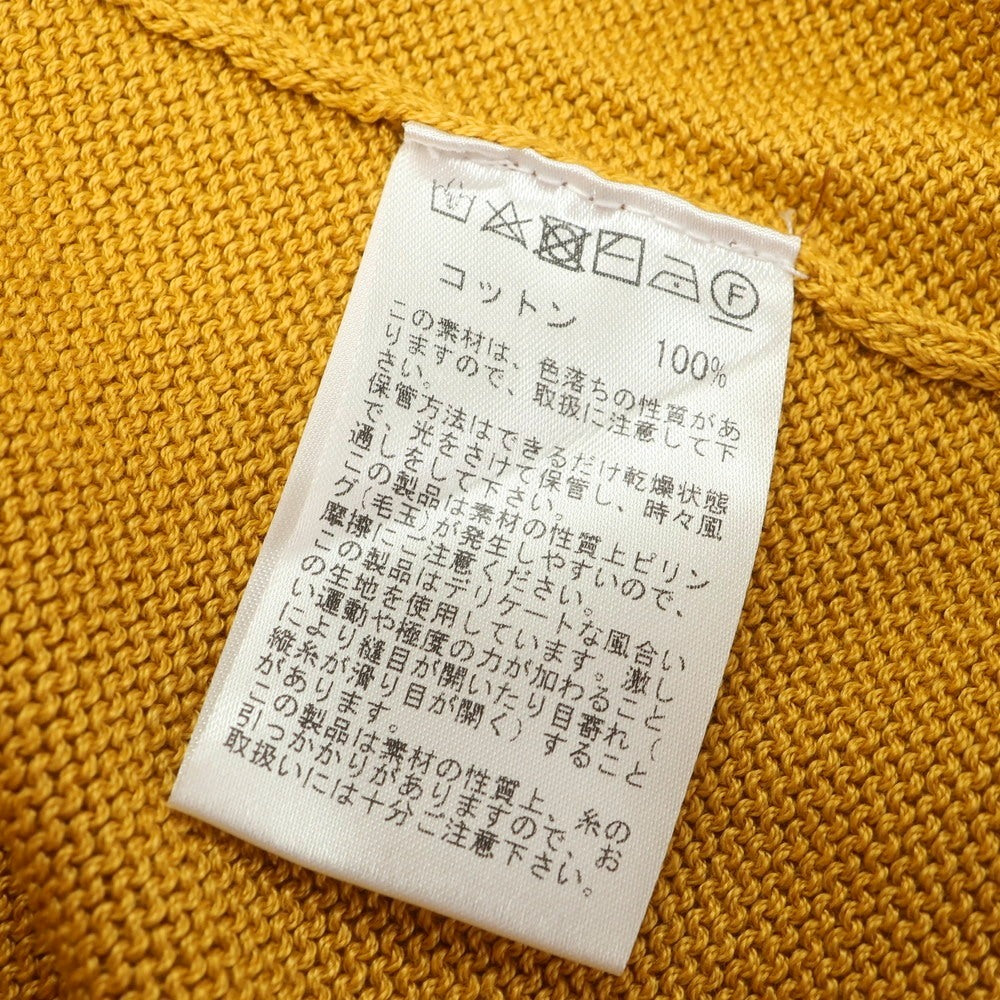 F
コットン 100%
この素材は、色落ちの性質があ
りますので、取扱に注意して下
さい。
保管方法はできるだけ乾燥状態
で、光をさけて保管し、時々風
通しをして下さい。
この製品は素材の性質上ピリン
グ(毛玉)が発生しやすいので、
摩擦にご注意ください。
この製品はデリケートな風合い
の生地を使用しています。激し
い運動や極度の力が加わること
により縫目が開いたり目寄れ(
縦糸が滑り目が開く)すること
があります。
この製品は素材の性質上、糸の
引つかかりがありますので、お
取扱いには十分ご注意下さい。